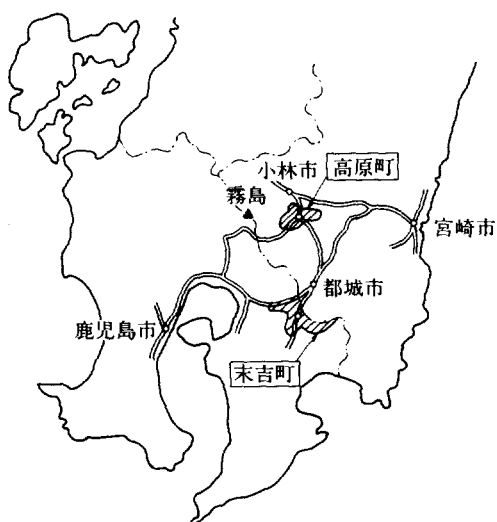 小林市
高原町
霧島
宮崎市
都城市
鹿児島市
末吉町